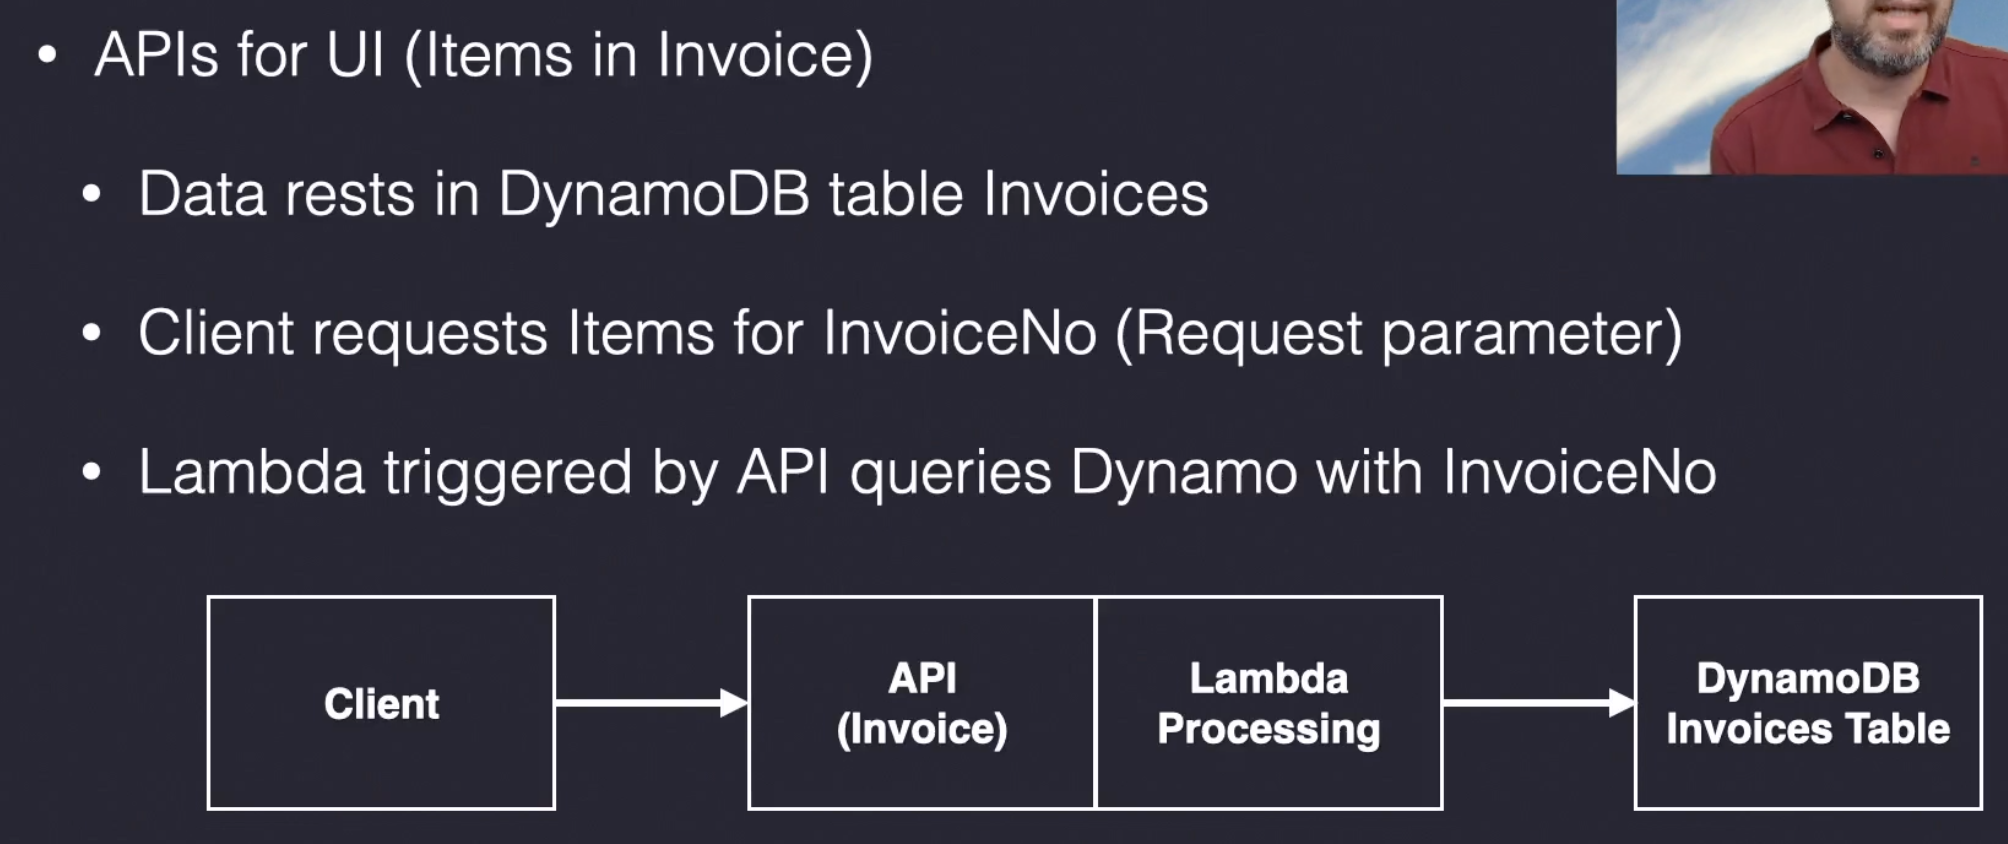 • APIs for UI (Items in Invoice)
• Data rests in DynamoDB table Invoices
• Client requests Items for InvoiceNo (Request parameter)
• Lambda triggered by API queries Dynamo with InvoiceNo
Client
API
(Invoice)
Lambda
Processing
DynamoDB
Invoices Table